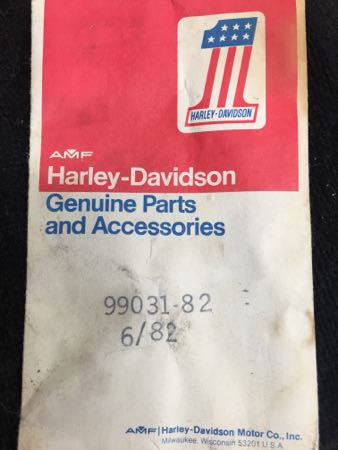 HARLEY-DAVIDSON
AMF
Harley-Davidson
Genuine Parts
and Accessories
99031-82
6/82
AMF | Harley-Davidson Motor Co., Inc.
Milwaukee, Wisconsin 53201 U.S.A.